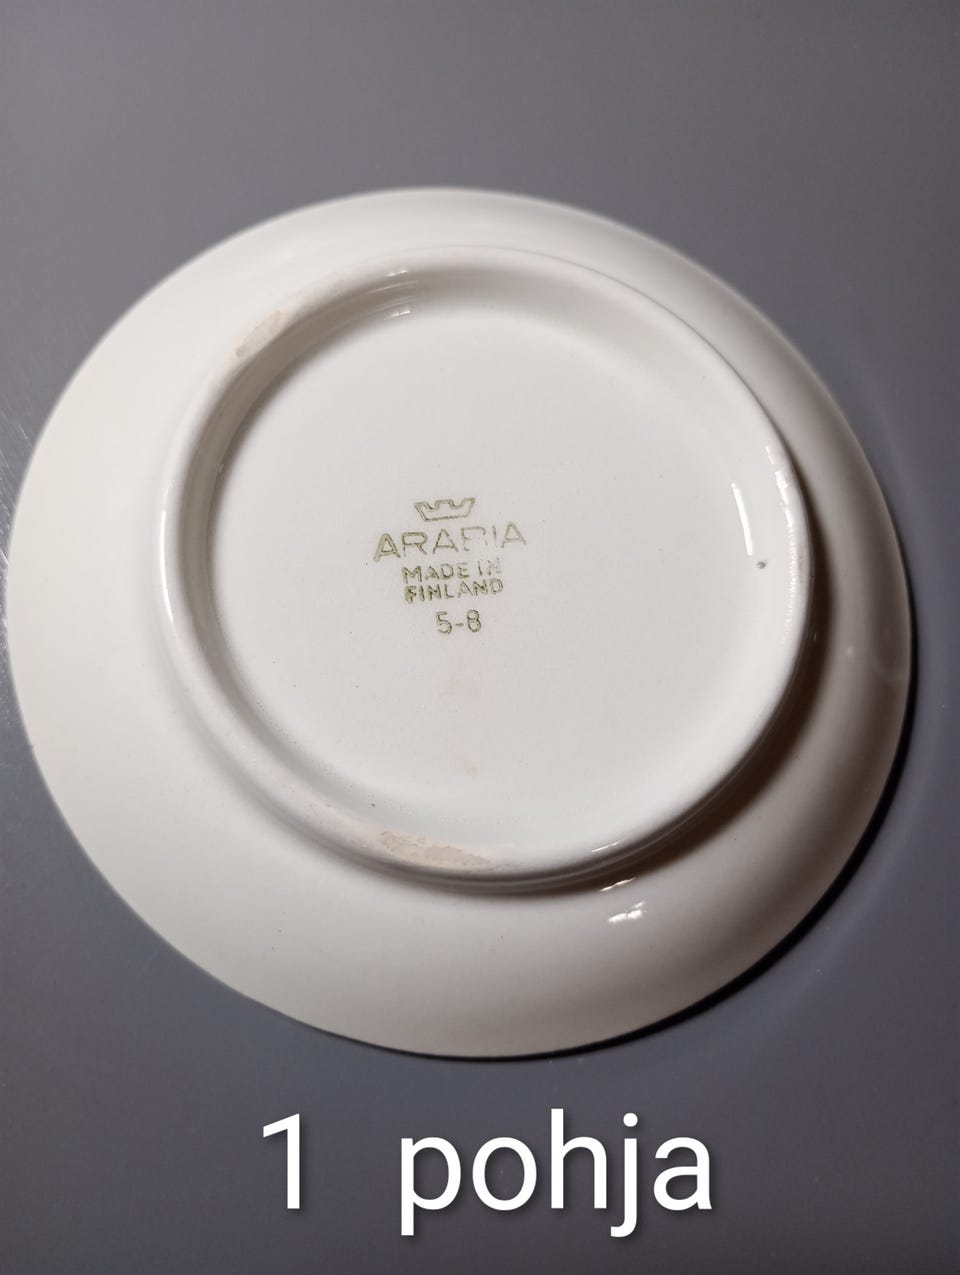 ARABIA
MADE IN
FINLAND
5-8
1 pohja